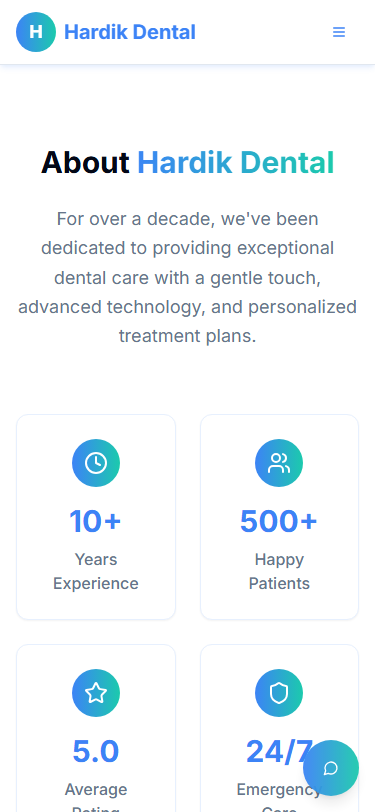 H Hardik Dental
About Hardik Dental
For over a decade, we've been
dedicated to providing exceptional
dental care with a gentle touch,
advanced technology, and personalized
treatment plans.
10+
Years
Experience
500+
Happy
Patients
5.0
Average
Rating
24/7
Emergency
Care